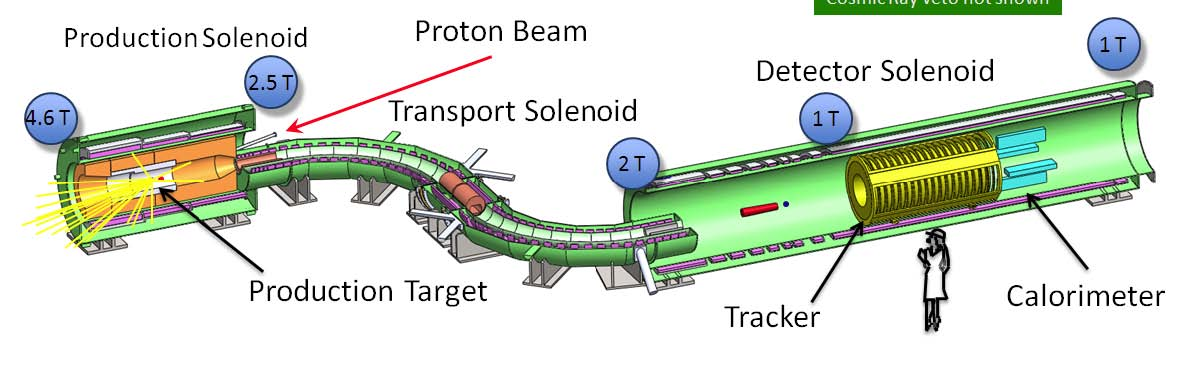 Cosmic Ray Veto not shown
Production Solenoid
Proton Beam
1 T
2.5 T
Detector Solenoid
4.6 T
Transport Solenoid
1 T
2 T
Production Target
Tracker
Calorimeter